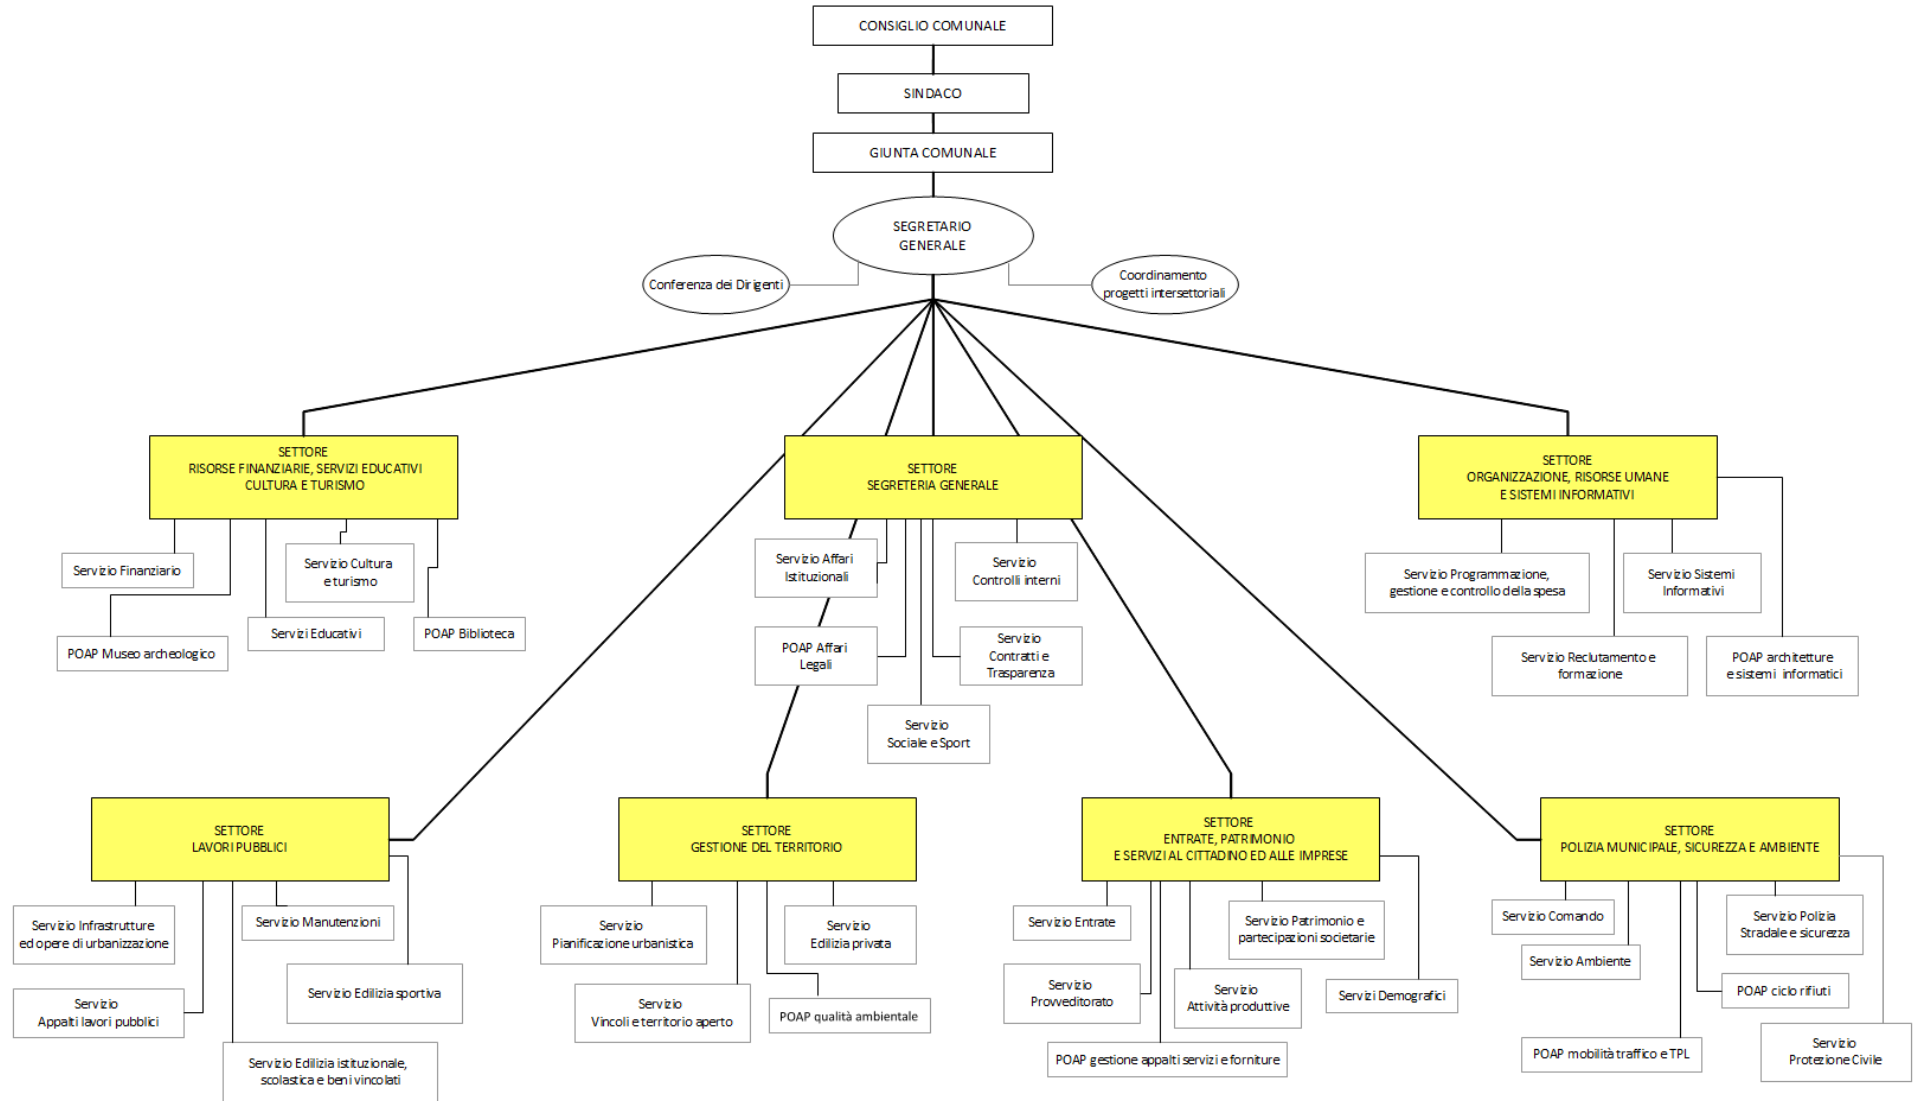 CONSIGLIO COMUNALE
SINDACO
GIUNTA COMUNALE
SEGRETARIO
GENERALE
Conferenza dei Dirigenti
Coordinamento
progetti intersettoriali
SETTORE
RISORSE FINANZIARIE, SERVIZI EDUCATIVI
CULTURA E TURISMO
SETTORE
SEGRETERIA GENERALE
SETTORE
ORGANIZZAZIONE, RISORSE UMANE
E SISTEMI INFORMATIVI
Servizio Finanziario
Servizio Cultura
e turismo
POAP Museo archeologico
Servizi Educativi
POAP Biblioteca
Servizio Affari
Istituzionali
Servizio
Controlli interni
POAP Affari
Legali
Servizio
Contratti e
Trasparenza
Servizio
Sociale e Sport
Servizio Programmazione,
gestione e controllo della spesa
Servizio Sistemi
Informativi
Servizio Reclutamento e
formazione
POAP architetture
e sistemi informatici
SETTORE
LAVORI PUBBLICI
SETTORE
GESTIONE DEL TERRITORIO
SETTORE
ENTRATE, PATRIMONIO
E SERVIZI AL CITTADINO ED ALLE IMPRESE
SETTORE
POLIZIA MUNICIPALE, SICUREZZA E AMBIENTE
Servizio Infrastrutture
ed opere di urbanizzazione
Servizio Manutenzioni
Servizio Edilizia sportiva
Servizio
Appalti lavori pubblici
Servizio Edilizia istituzionale,
scolastica e beni vincolati
Servizio
Pianificazione urbanistica
Servizio
Edilizia privata
Servizio
Vincoli e territorio aperto
POAP qualità ambientale
Servizio Entrate
Servizio Patrimonio e
partecipazioni societarie
Servizio
Provveditorato
Servizio
Attività produttive
Servizi Demografici
POAP gestione appalti servizi e forniture
Servizio Comando
Servizio Polizia
Stradale e sicurezza
Servizio Ambiente
POAP ciclo rifiuti
POAP mobilità traffico e TPL
Servizio
Protezione Civile